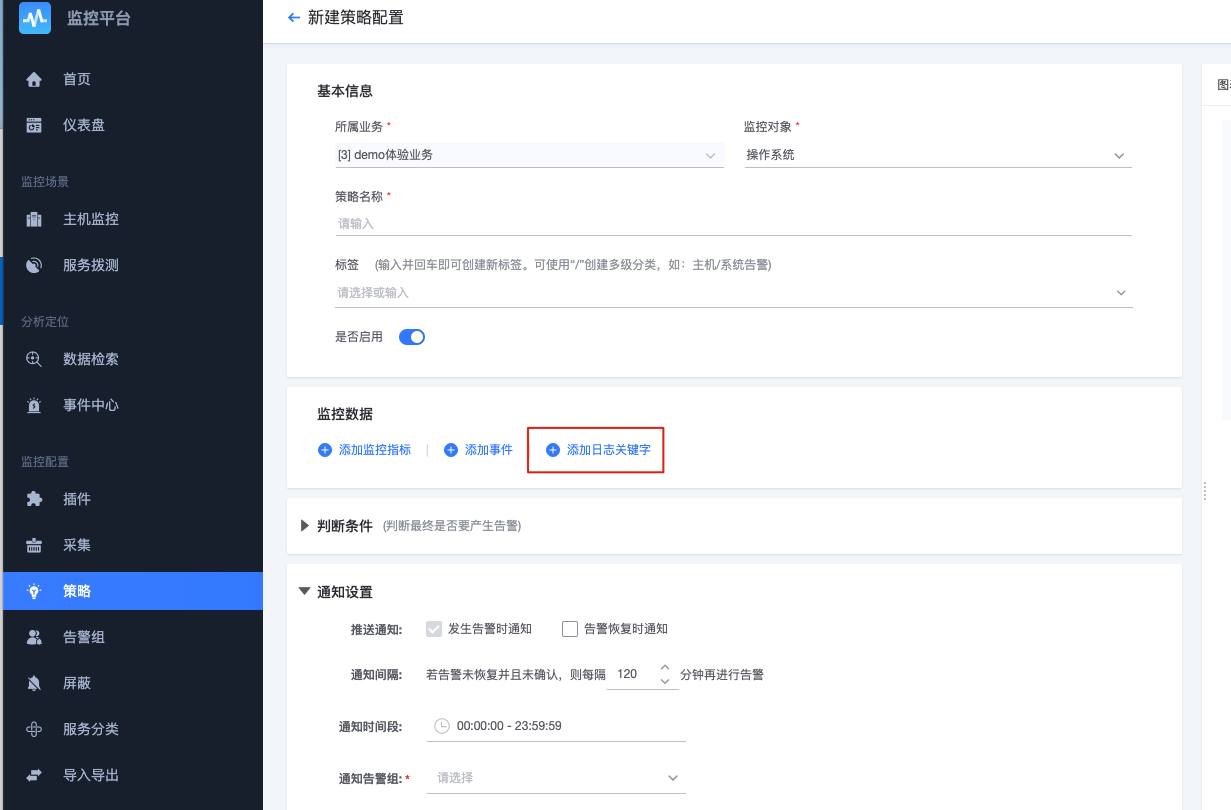 监控平台
首页
仪表盘
监控场景
主机监控
服务拨测
分析定位
数据检索
事件中心
监控配置
插件
采集
策略
告警组
屏蔽
服务分类
导入导出
新建策略配置
基本信息
所属业务 * 监控对象 *
[3] demo体验业务 操作系统
策略名称 *
请输入
标签 (输入并回车即可创建新标签。可使用“/”创建多级分类，如：主机/系统告警)
请选择或输入
是否启用
监控数据
添加监控指标 | 添加事件 添加日志关键字
判断条件 (判断最终是否要产生告警)
通知设置
推送通知: 发生告警时通知 告警恢复时通知
通知间隔: 若告警未恢复并且未确认，则每隔 120 分钟再进行告警
通知时间段: 00:00:00 - 23:59:59
通知告警组: * 请选择